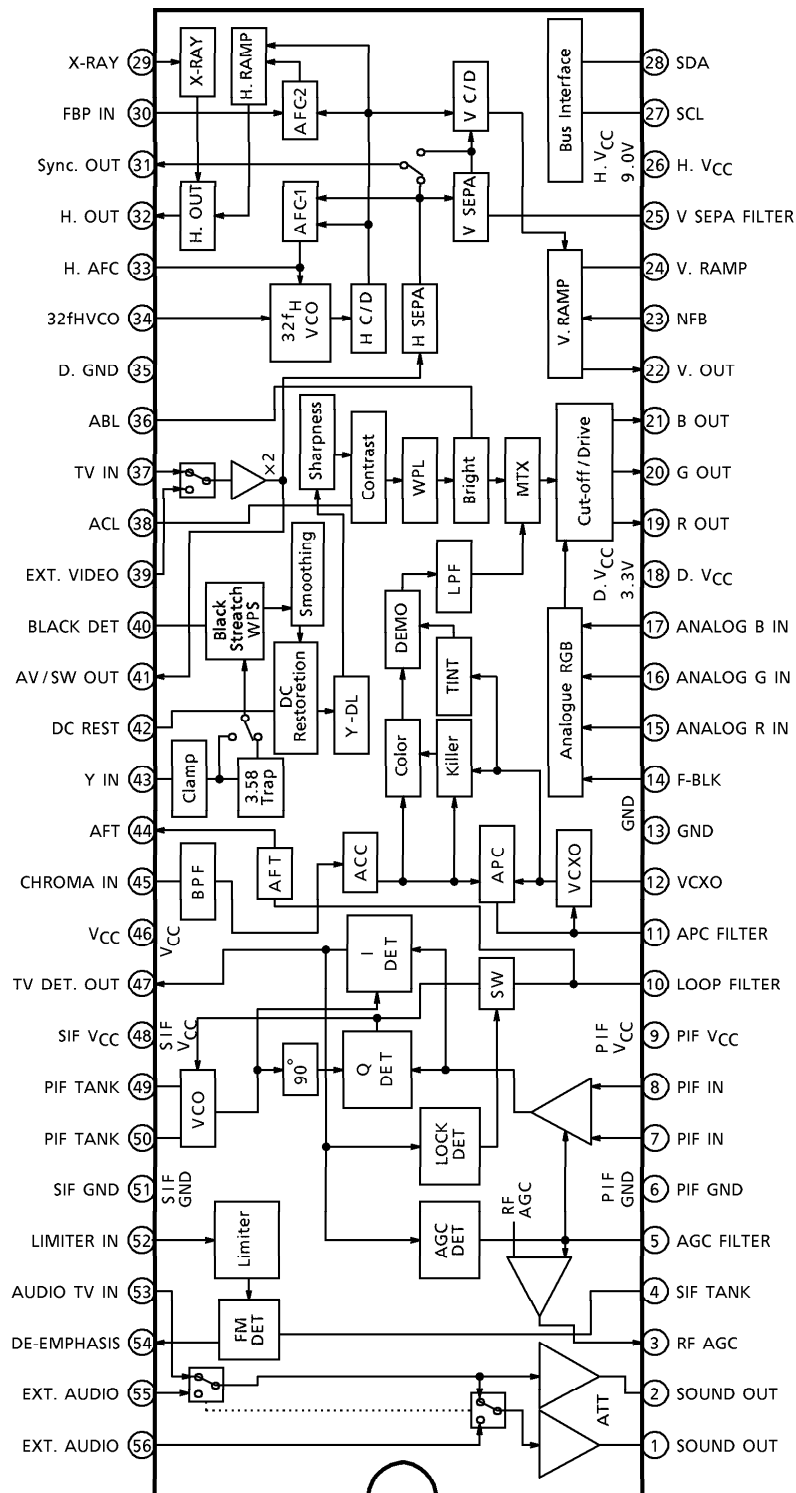 X-RAY 29 X-RAY H. RAMP V C/D Bus Interface 28 SDA
FBP IN 30 AFC-2 27 SCL
Sync. OUT 31 H. VCC 9.0V 26 H. VCC
H. OUT 32 H. OUT AFC-1 V SEPA 25 V SEPA FILTER
H. AFC 33 24 V. RAMP
32fHVCO 34 32fH VCO H C/D H SEPA V. RAMP 23 NFB
D. GND 35 22 V. OUT
ABL 36 Sharpness 21 B OUT
TV IN 37 ×2 Contrast WPL Bright MTX Cut-off/Drive 20 G OUT
ACL 38 19 R OUT
EXT. VIDEO 39 Smoothing LPF D. VCC 3.3V 18 D. VCC
BLACK DET 40 Black Streatch WPS DEMO 17 ANALOG B IN
AV/SW OUT 41 TINT Analogue RGB 16 ANALOG G IN
DC REST 42 DC Restoretion Y-DL 15 ANALOG R IN
Y IN 43 Clamp 3.58 Trap Color Killer 14 F-BLK
AFT 44 GND 13 GND
CHROMA IN 45 BPF AFT ACC APC VCXO 12 VCXO
VCC 46 VCC 11 APC FILTER
TV DET. OUT 47 I DET SW 10 LOOP FILTER
SIF VCC 48 SIF VCC PIF VCC 9 PIF VCC
PIF TANK 49 VCO 90° Q DET 8 PIF IN
PIF TANK 50 LOCK DET 7 PIF IN
SIF GND 51 SIF GND RF AGC PIF GND 6 PIF GND
LIMITER IN 52 Limiter AGC DET 5 AGC FILTER
AUDIO TV IN 53 4 SIF TANK
DE-EMPHASIS 54 FM DET 3 RF AGC
EXT. AUDIO 55 ATT 2 SOUND OUT
EXT. AUDIO 56 1 SOUND OUT